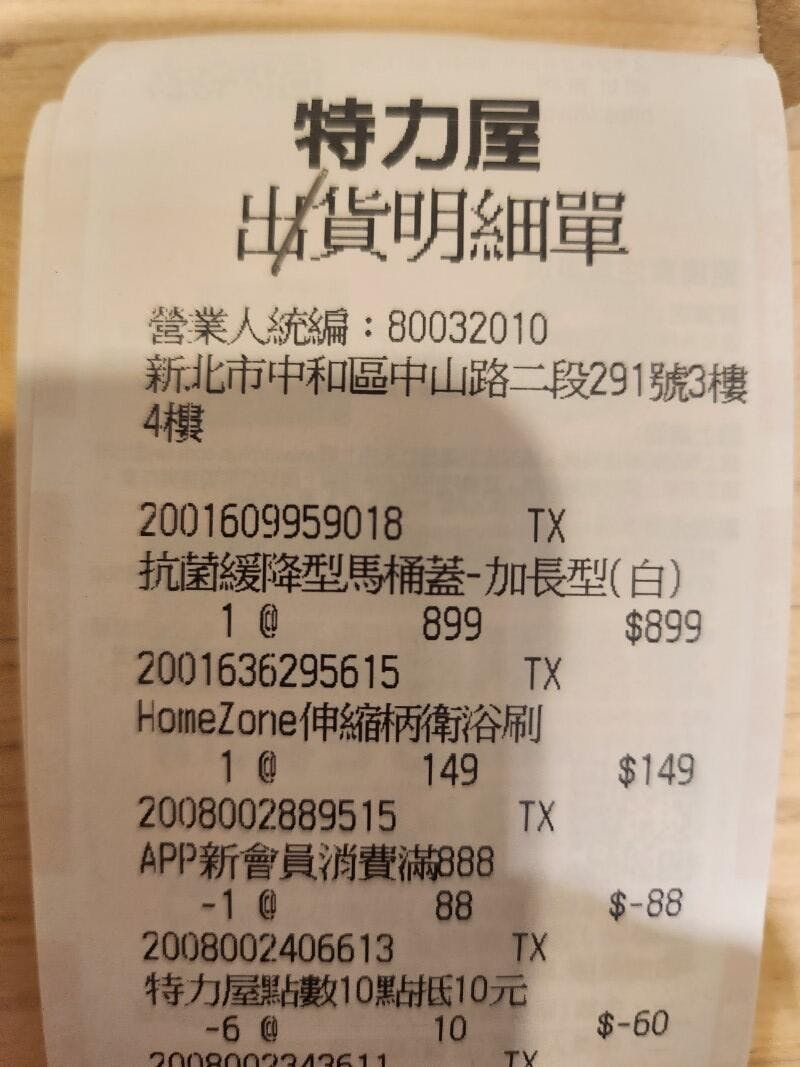 特力屋
出貨明細單
營業人統編：80032010
新北市中和區中山路二段291號3樓
4樓
2001609959018 TX
抗菌緩降型馬桶蓋-加長型(白)
1 @ 899 $899
2001636295615 TX
HomeZone伸縮柄衛浴刷
1 @ 149 $149
2008002889515 TX
APP新會員消費滿888
-1 @ 88 $-88
2008002406613 TX
特力屋點數10點抵10元
-6 @ 10 $-60
2008002343611 TX